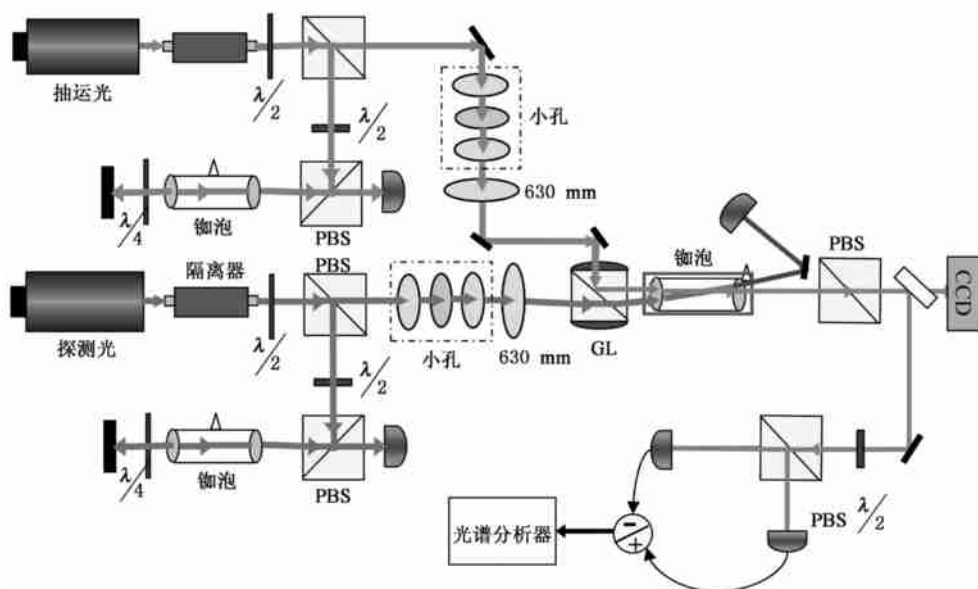 抽运光
λ/2
λ/2
小孔
630 mm
λ/4
铷泡
PBS
隔离器
PBS
铷泡
PBS
CCD
探测光
λ/2
小孔
630 mm
GL
λ/2
λ/4
铷泡
PBS
PBS
λ/2
光谱分析器
−
+